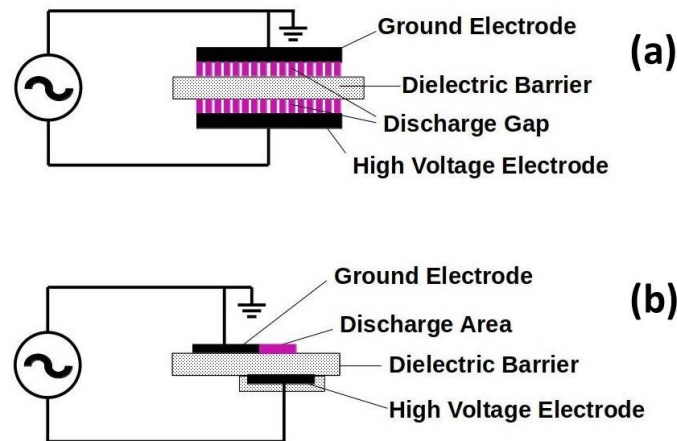 Ground Electrode
(a)
Dielectric Barrier
Discharge Gap
High Voltage Electrode
Ground Electrode
(b)
Discharge Area
Dielectric Barrier
High Voltage Electrode